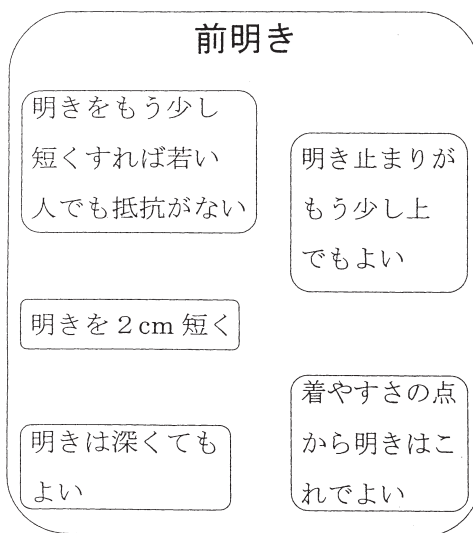 前明き
明きをもう少し
短くすれば若い
人でも抵抗がない
明き止まりが
もう少し上
でもよい
明きを2cm 短く
着やすさの点
から明きはこ
れでよい
明きは深くても
よい